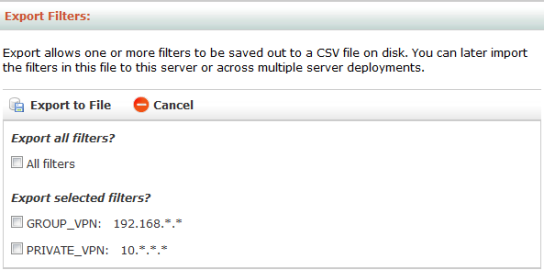 Export Filters:
Export allows one or more filters to be saved out to a CSV file on disk. You can later import
the filters in this file to this server or across multiple server deployments.
Export to File Cancel
Export all filters?
All filters
Export selected filters?
GROUP_VPN: 192.168.*.*
PRIVATE_VPN: 10.*.*.*